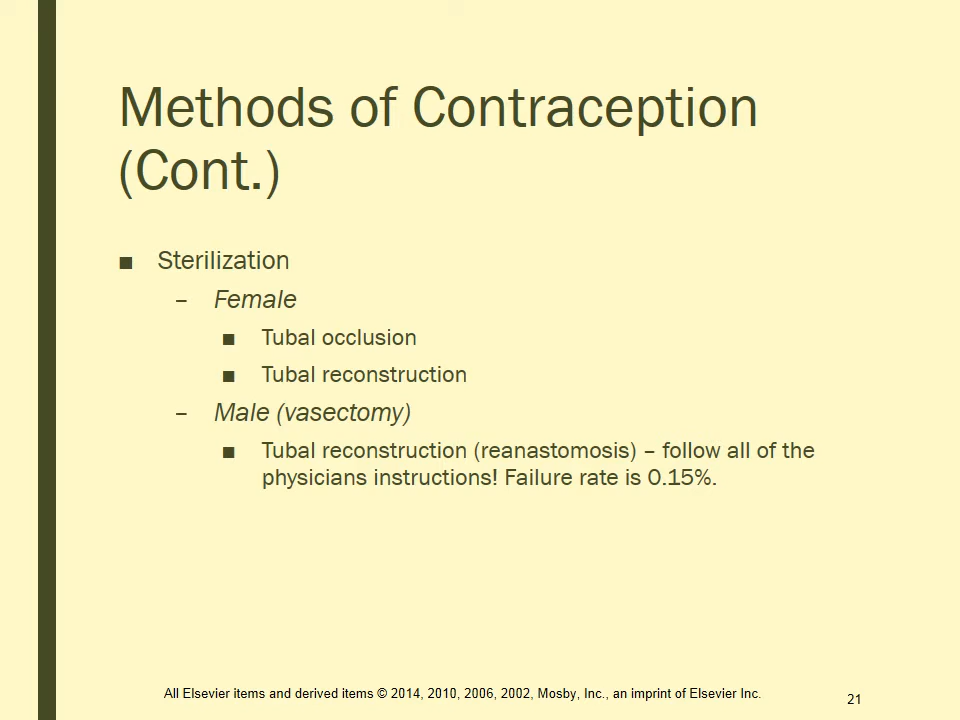 Methods of Contraception
(Cont.)
■ Sterilization
– Female
■ Tubal occlusion
■ Tubal reconstruction
– Male (vasectomy)
■ Tubal reconstruction (reanastomosis) – follow all of the
physicians instructions! Failure rate is 0.15%.
All Elsevier items and derived items © 2014, 2010, 2006, 2002, Mosby, Inc., an imprint of Elsevier Inc.
21